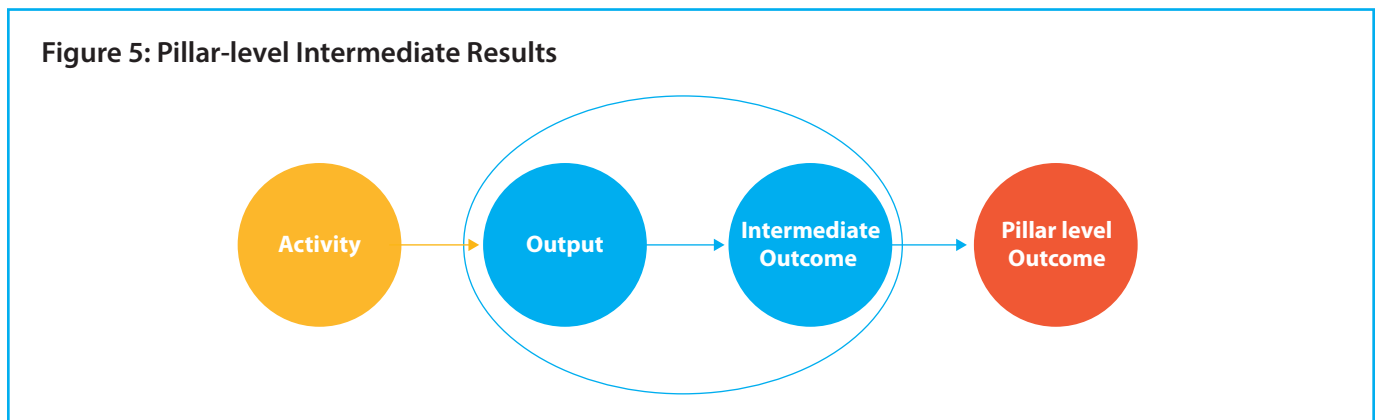 Figure 5: Pillar-level Intermediate Results
Activity
Output
Intermediate
Outcome
Pillar level
Outcome